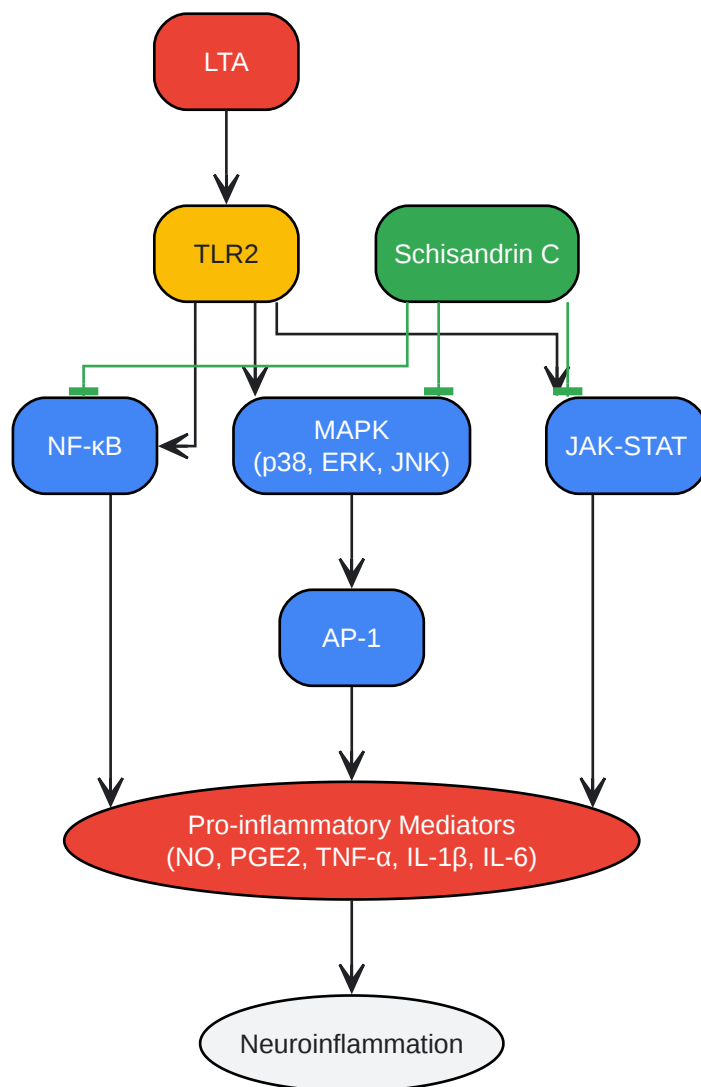 LTA
TLR2
Schisandrin C
NF-κB
MAPK
(p38, ERK, JNK)
JAK-STAT
AP-1
Pro-inflammatory Mediators
(NO, PGE2, TNF-α, IL-1β, IL-6)
Neuroinflammation